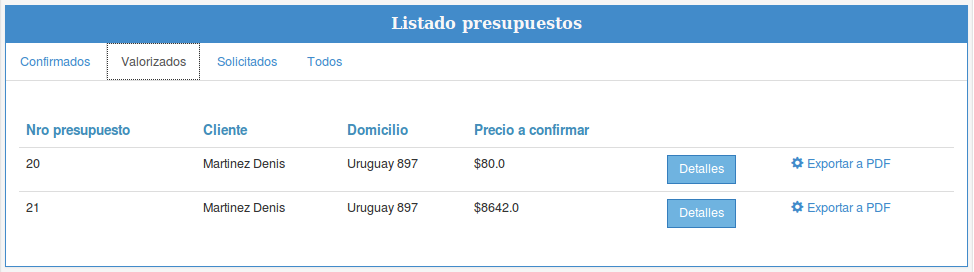 Listado presupuestos
Confirmados Valorizados Solicitados Todos
Nro presupuesto Cliente Domicilio Precio a confirmar
20 Martinez Denis Uruguay 897 $80.0 Detalles Exportar a PDF
21 Martinez Denis Uruguay 897 $8642.0 Detalles Exportar a PDF